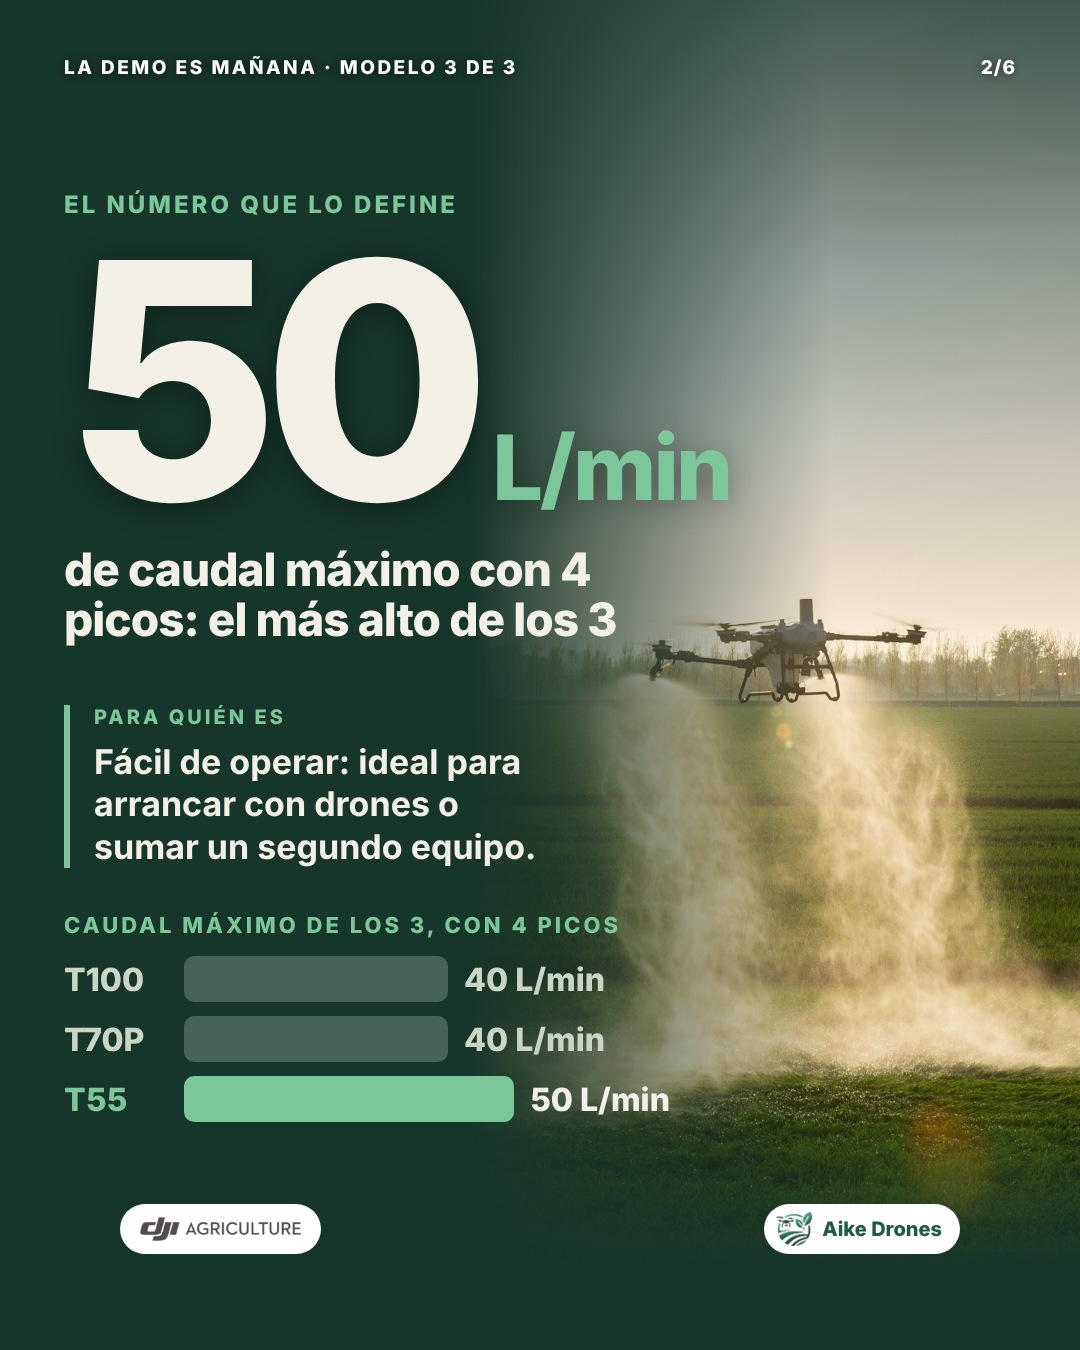 LA DEMO ES MAÑANA · MODELO 3 DE 3
2/6
EL NÚMERO QUE LO DEFINE
50 L/min
de caudal máximo con 4
picos: el más alto de los 3
PARA QUIÉN ES
Fácil de operar: ideal para
arrancar con drones o
sumar un segundo equipo.
CAUDAL MÁXIMO DE LOS 3, CON 4 PICOS
T100 40 L/min
T70P 40 L/min
T55 50 L/min
dji AGRICULTURE
Aike Drones